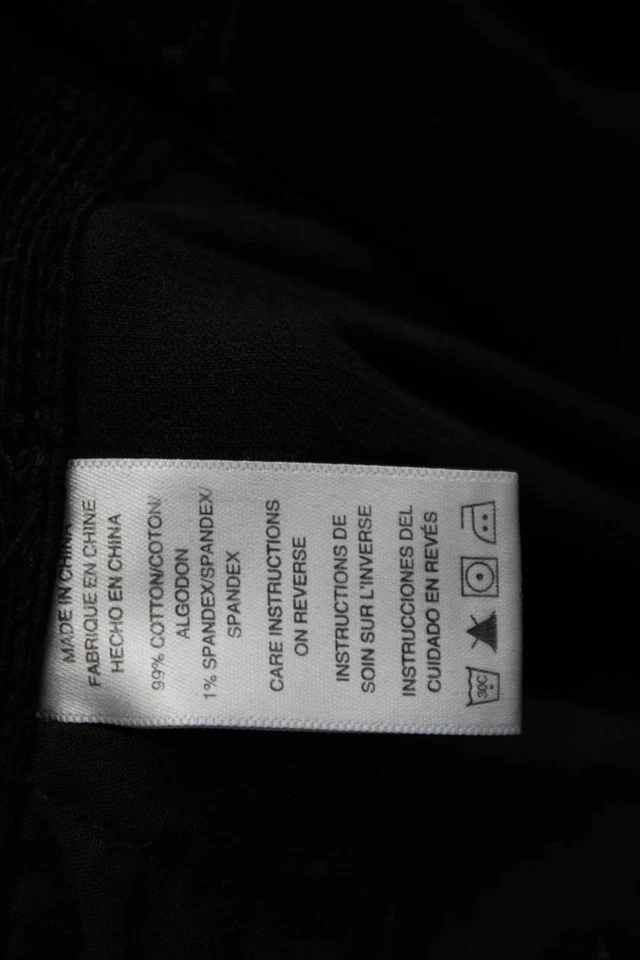 MADE IN CHINA
FABRIQUE EN CHINE
HECHO EN CHINA
99% COTTON/COTON/
ALGODON
1% SPANDEX/SPANDEX/
SPANDEX
CARE INSTRUCTIONS
ON REVERSE
INSTRUCTIONS DE
SOIN SUR L'INVERSE
INSTRUCCIONES DEL
CUIDADO EN REVÉS
30C